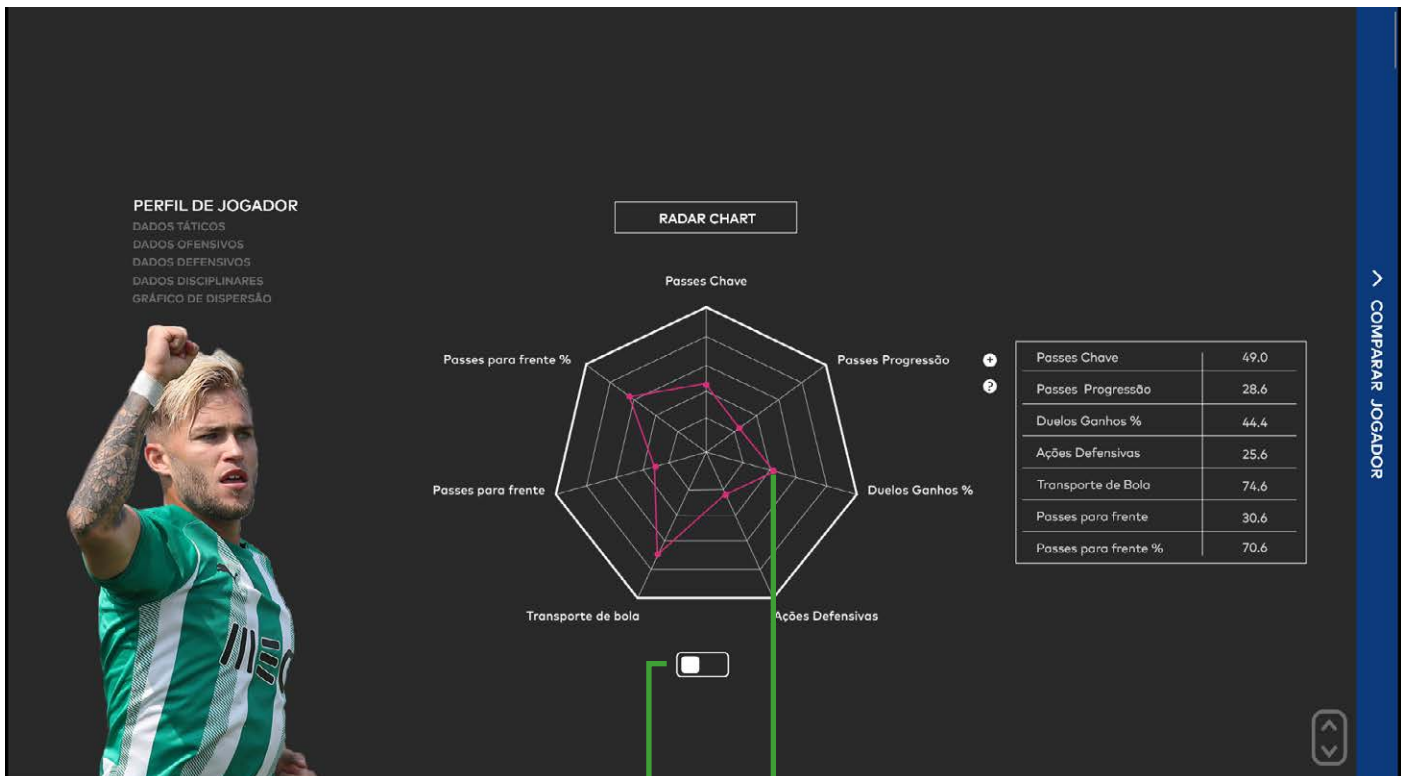 PERFIL DE JOGADOR
DADOS TÁTICOS
DADOS OFENSIVOS
DADOS DEFENSIVOS
DADOS DISCIPLINARES
GRÁFICO DE DISPERSÃO
RADAR CHART
Passes Chave
Passes para frente %
Passes Progressão
Passes para frente
Duelos Ganhos %
Transporte de bola
Ações Defensivas
Passes Chave 49.0
Passes Progressão 28.6
Duelos Ganhos % 44.4
Ações Defensivas 25.6
Transporte de Bola 74.6
Passes para frente 30.6
Passes para frente % 70.6
COMPARAR JOGADOR